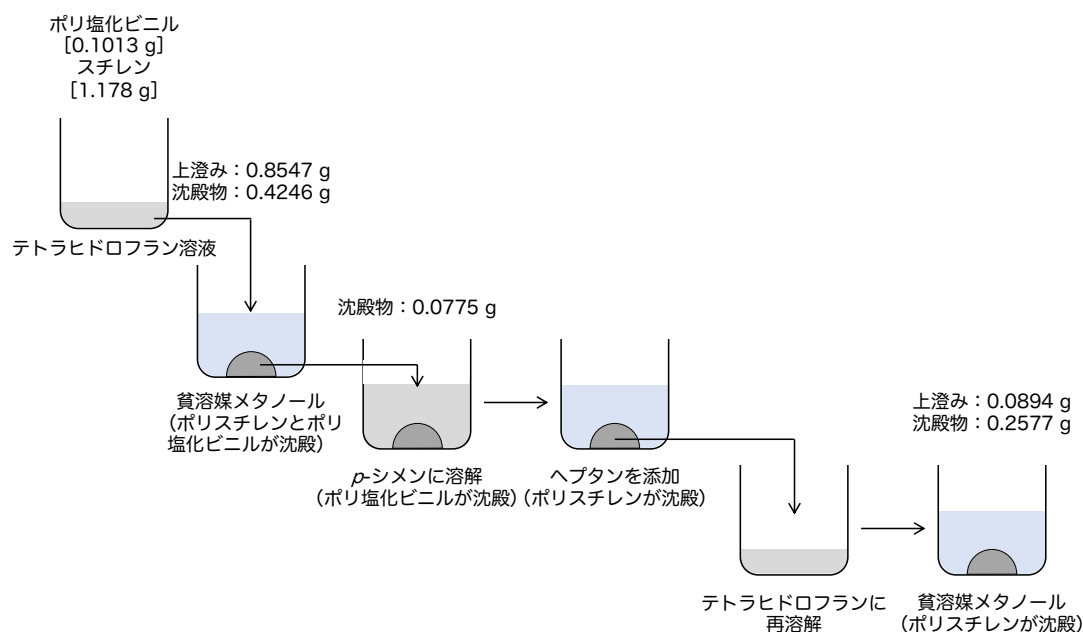 ポリ塩化ビニル
[0.1013 g]
スチレン
[1.178 g]
上澄み：0.8547 g
沈殿物：0.4246 g
テトラヒドロフラン溶液
沈殿物：0.0775 g
貧溶媒メタノール
（ポリスチレンとポリ
塩化ビニルが沈殿）
p-シメンに溶解
（ポリ塩化ビニルが沈殿）
ヘプタンを添加
（ポリスチレンが沈殿）
上澄み：0.0894 g
沈殿物：0.2577 g
テトラヒドロフランに
再溶解
貧溶媒メタノール
（ポリスチレンが沈殿）